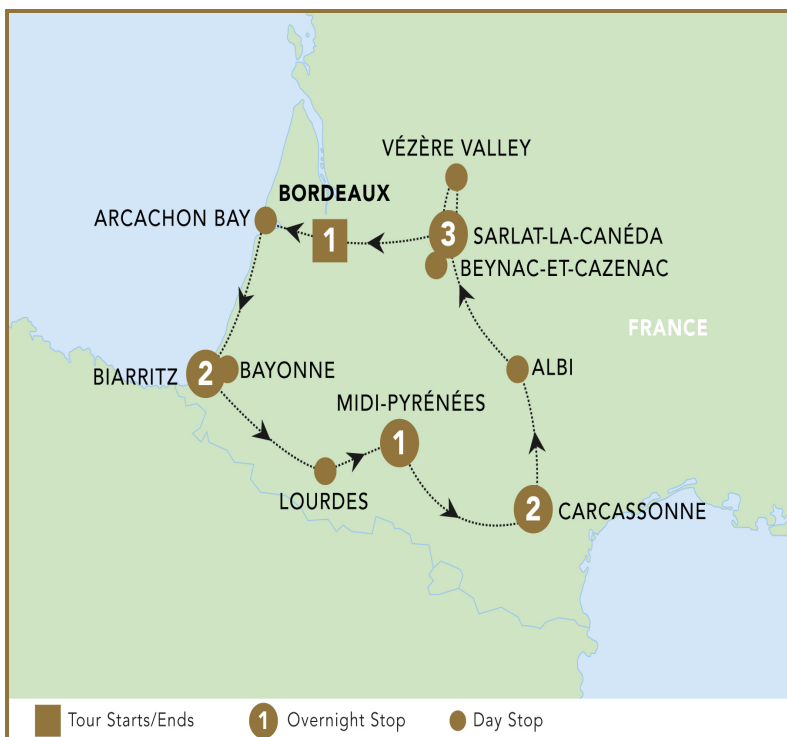 VÉZÈRE VALLEY
BORDEAUX
ARCACHON BAY
1
3
SARLAT-LA-CANÉDA
BEYNAC-ET-CAZENAC
FRANCE
BIARRITZ
2
BAYONNE
ALBI
MIDI-PYRÉNÉES
1
LOURDES
2
CARCASSONNE
Tour Starts/Ends
1
Overnight Stop
Day Stop